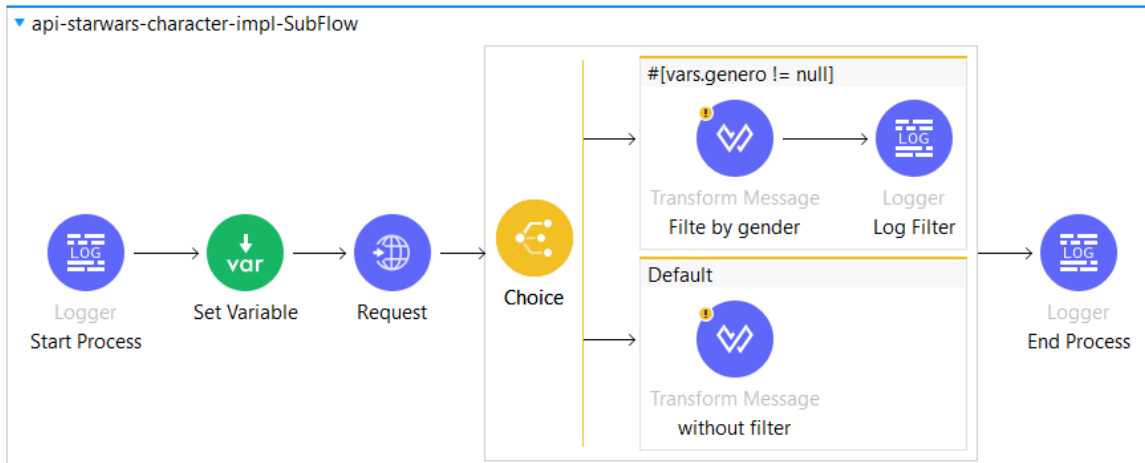 api-starwars-character-impl-SubFlow
#[vars.genero != null]
Transform Message
Filte by gender
LOG
Logger
Log Filter
LOG
Logger
Start Process
var
Set Variable
Request
Choice
Default
Transform Message
without filter
LOG
Logger
End Process